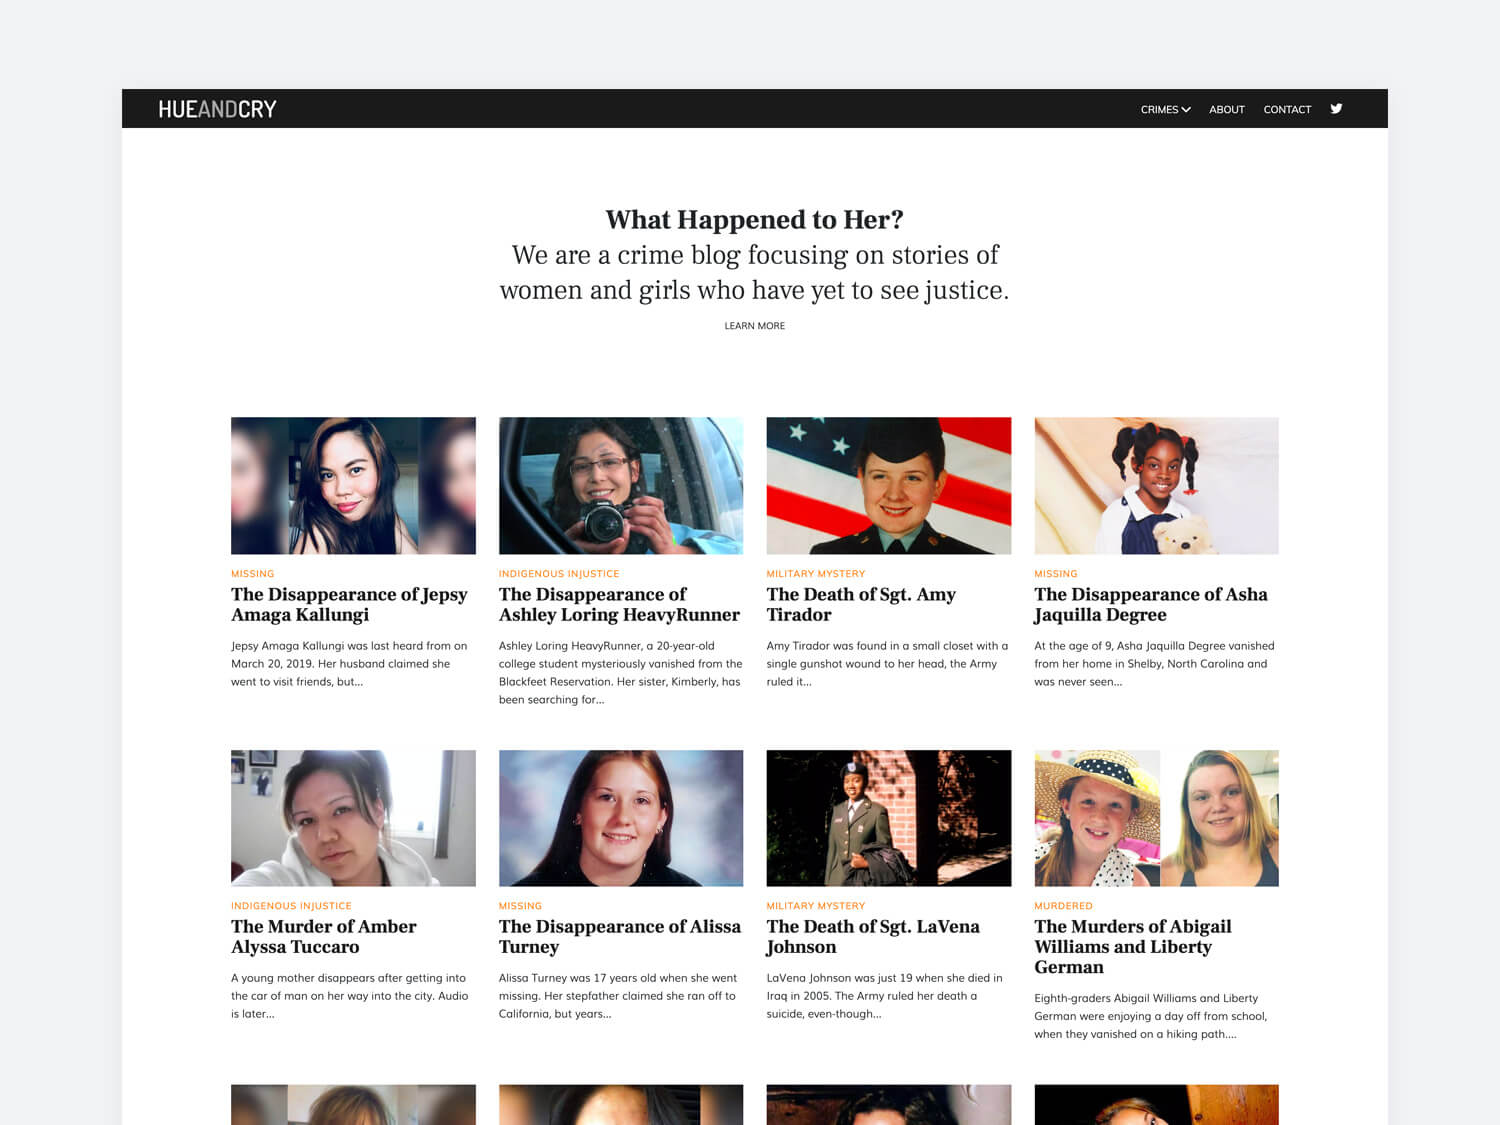 HUEANDCRY
CRIMES ABOUT CONTACT
What Happened to Her?
We are a crime blog focusing on stories of
women and girls who have yet to see justice.
LEARN MORE
MISSING
The Disappearance of Jepsy
Amaga Kallungi
Jepsy Amaga Kallungi was last heard from on
March 20, 2019. Her husband claimed she
went to visit friends, but...
INDIGENOUS INJUSTICE
The Disappearance of
Ashley Loring HeavyRunner
Ashley Loring HeavyRunner, a 20-year-old
college student mysteriously vanished from the
Blackfeet Reservation. Her sister, Kimberly, has
been searching for...
MILITARY MYSTERY
The Death of Sgt. Amy
Tirador
Amy Tirador was found in a small closet with a
single gunshot wound to her head, the Army
ruled it...
MISSING
The Disappearance of Asha
Jaquilla Degree
At the age of 9, Asha Jaquilla Degree vanished
from her home in Shelby, North Carolina and
was never seen...
INDIGENOUS INJUSTICE
The Murder of Amber
Alyssa Tuccaro
A young mother disappears after getting into
the car of man on her way into the city. Audio
is later...
MISSING
The Disappearance of Alissa
Turney
Alissa Turney was 17 years old when she went
missing. Her stepfather claimed she ran off to
California, but years...
MILITARY MYSTERY
The Death of Sgt. LaVena
Johnson
LaVena Johnson was just 19 when she died in
Iraq in 2005. The Army ruled her death a
suicide, even-though...
MURDERED
The Murders of Abigail
Williams and Liberty
German
Eighth-graders Abigail Williams and Liberty
German were enjoying a day off from school,
when they vanished on a hiking path....